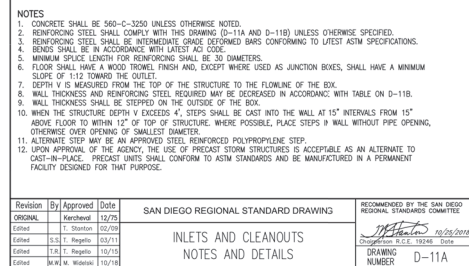 NOTES
1. CONCRETE SHALL BE 560-C-3250 UNLESS OTHERWISE NOTED.
2. REINFORCING STEEL SHALL COMPLY WITH THIS DRAWING (D-11A AND D-11B) UNLESS OTHERWISE SPECIFIED.
3. REINFORCING STEEL SHALL BE INTERMEDIATE GRADE DEFORMED BARS CONFORMING TO LATEST ASTM SPECIFICATIONS.
4. BENDS SHALL BE IN ACCORDANCE WITH LATEST ACI CODE.
5. MINIMUM SPLICE LENGTH FOR REINFORCING SHALL BE 30 DIAMETERS.
6. FLOOR SHALL HAVE A WOOD TROWEL FINISH AND, EXCEPT WHERE USED AS JUNCTION BOXES, SHALL HAVE A MINIMUM
SLOPE OF 1:12 TOWARD THE OUTLET.
7. DEPTH V IS MEASURED FROM THE TOP OF THE STRUCTURE TO THE FLOWLINE OF THE BOX.
8. WALL THICKNESS AND REINFORCING STEEL REQUIRED MAY BE DECREASED IN ACCORDANCE WITH TABLE ON D-11B.
9. WALL THICKNESS SHALL BE STEPPED ON THE OUTSIDE OF THE BOX.
10. WHEN THE STRUCTURE DEPTH V EXCEEDS 4', STEPS SHALL BE CAST INTO THE WALL AT 15" INTERVALS FROM 15"
ABOVE FLOOR TO WITHIN 12" OF TOP OF STRUCTURE. WHERE POSSIBLE, PLACE STEPS IN WALL WITHOUT PIPE OPENING,
OTHERWISE OVER OPENING OF SMALLEST DIAMETER.
11. ALTERNATE STEP MAY BE AN APPROVED STEEL REINFORCED POLYPROPYLENE STEP.
12. UPON APPROVAL OF THE AGENCY, THE USE OF PRECAST STORM STRUCTURES IS ACCEPTABLE AS AN ALTERNATE TO
CAST-IN-PLACE. PRECAST UNITS SHALL CONFORM TO ASTM STANDARDS AND BE MANUFACTURED IN A PERMANENT
FACILITY DESIGNED FOR THAT PURPOSE.
Revision By Approved Date
ORIGINAL Kercheval 12/75
Edited T. Stanton 02/09
Edited S.S. T. Regello 03/11
Edited T.R. T. Regello 10/15
Edited M.W. M. Widelski 10/18
SAN DIEGO REGIONAL STANDARD DRAWING
INLETS AND CLEANOUTS
NOTES AND DETAILS
RECOMMENDED BY THE SAN DIEGO
REGIONAL STANDARDS COMMITTEE
10/26/2018
Chairperson R.C.E. 19246 Date
DRAWING
NUMBER D-11A